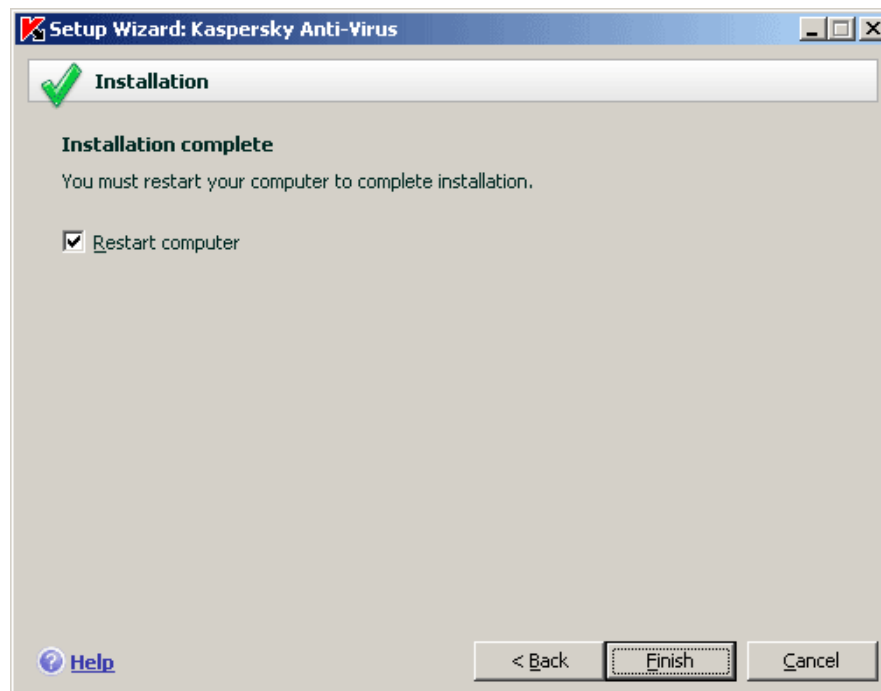 Setup Wizard: Kaspersky Anti-Virus
Installation
Installation complete
You must restart your computer to complete installation.
Restart computer
Help
< Back
Finish
Cancel